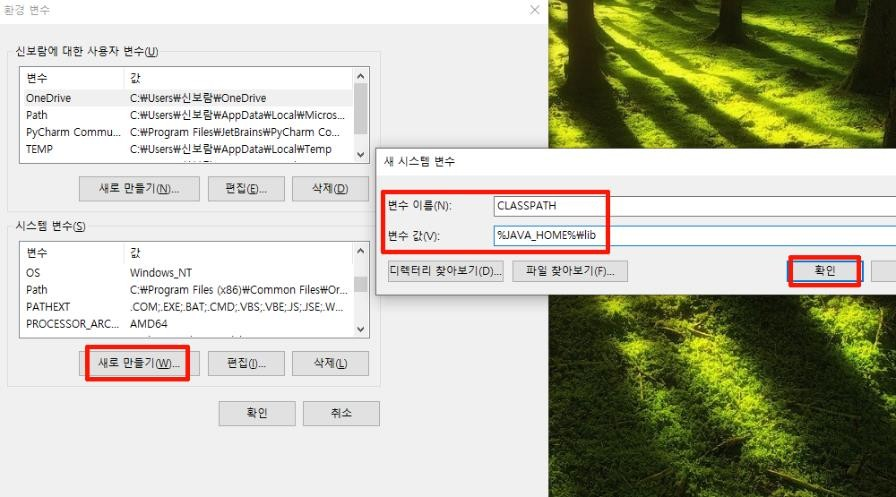 환경 변수
신보람에 대한 사용자 변수(U)
변수 값
OneDrive C:\Users\신보람\OneDrive
Path C:\Users\신보람\AppData\Local\Micros...
PyCharm Commu... C:\Program Files\JetBrains\PyCharm Co...
TEMP C:\Users\신보람\AppData\Local\Temp
새로 만들기(N)... 편집(E)... 삭제(D)
시스템 변수(S)
변수 값
OS Windows_NT
Path C:\Program Files (x86)\Common Files\Or...
PATHEXT .COM;.EXE;.BAT;.CMD;.VBS;.VBE;.JS;.JSE;.W...
PROCESSOR_ARC... AMD64
새로 만들기(W)... 편집(I)... 삭제(L)
확인 취소
새 시스템 변수
변수 이름(N): CLASSPATH
변수 값(V): %JAVA_HOME%\lib
디렉터리 찾아보기(D)... 파일 찾아보기(F)... 확인